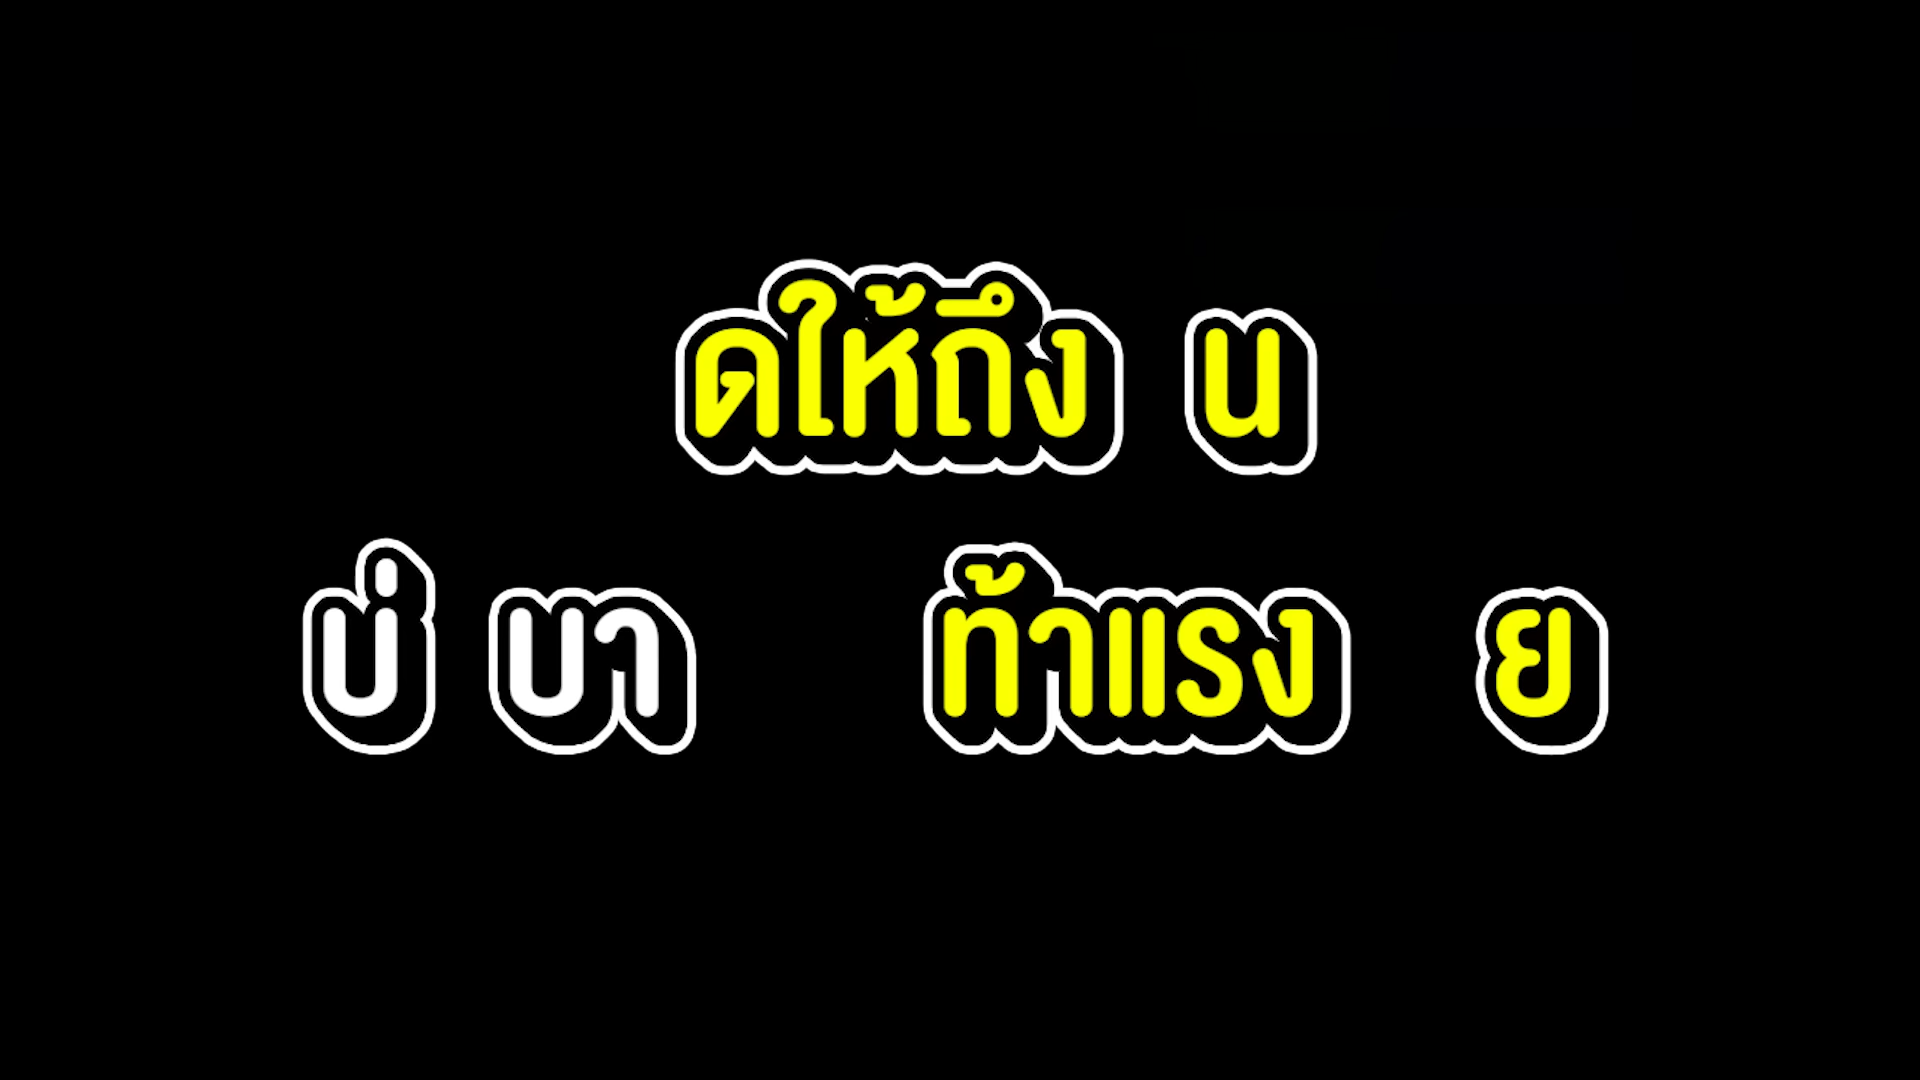 ดให้ถึง น
บ่ บา ท้าแรง ย